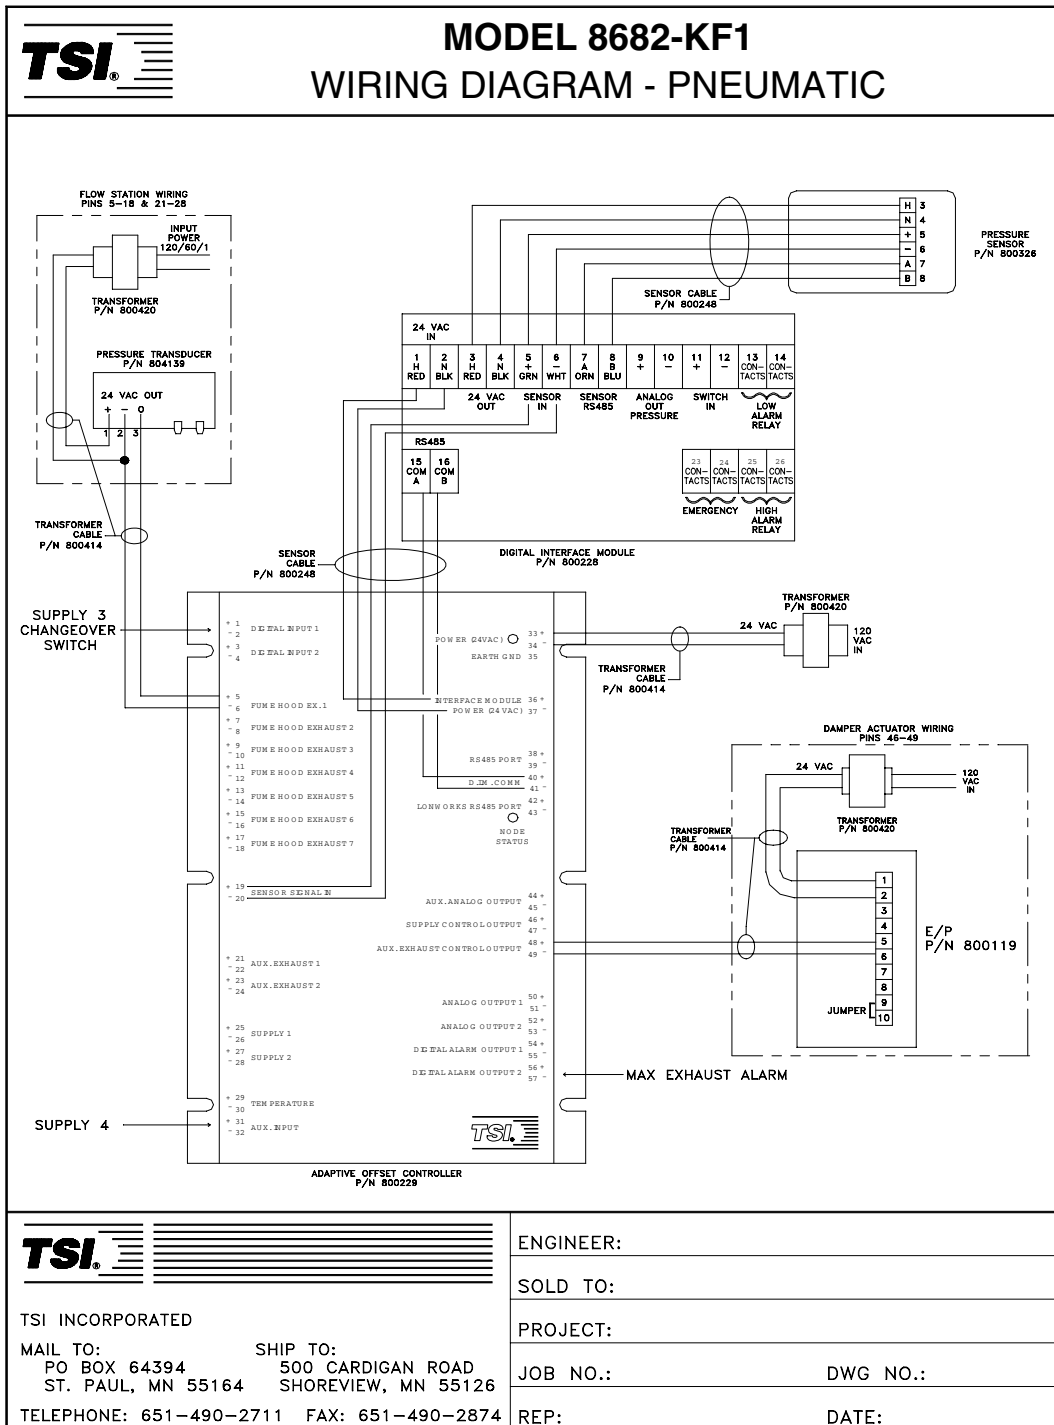 TSI®
MODEL 8682-KF1
WIRING DIAGRAM - PNEUMATIC
FLOW STATION WIRING
PINS 5-18 & 21-28
INPUT
POWER
120/60/1
TRANSFORMER
P/N 800420
PRESSURE TRANSDUCER
P/N 804139
24 VAC OUT
+ - O
1 2 3
TRANSFORMER
CABLE
P/N 800414
H 3
N 4
+ 5
- 6
A 7
B 8
PRESSURE
SENSOR
P/N 800326
SENSOR CABLE
P/N 800248
24 VAC
IN
1 2 3 4 5 6 7 8 9 10 11 12 13 14
H N H N + - A B + - + - CON- CON-
RED BLK RED BLK GRN WHT ORN BLU TACTS TACTS
24 VAC
OUT
SENSOR
IN
SENSOR
RS485
ANALOG
OUT
PRESSURE
SWITCH
IN
LOW
ALARM
RELAY
RS485
15 16
COM COM
A B
23 24 25 26
CON- CON- CON- CON-
TACTS TACTS TACTS TACTS
EMERGENCY
HIGH
ALARM
RELAY
DIGITAL INTERFACE MODULE
P/N 800228
SENSOR
CABLE
P/N 800248
SUPPLY 3
CHANGEOVER
SWITCH
+ 1
- 2
DIGITAL INPUT 1
+ 3
- 4
DIGITAL INPUT 2
+ 5
- 6
FUME HOOD EX. 1
+ 7
- 8
FUME HOOD EXHAUST 2
+ 9
- 10
FUME HOOD EXHAUST 3
+ 11
- 12
FUME HOOD EXHAUST 4
+ 13
- 14
FUME HOOD EXHAUST 5
+ 15
- 16
FUME HOOD EXHAUST 6
+ 17
- 18
FUME HOOD EXHAUST 7
+ 19
- 20
SENSOR SIGNAL IN
+ 21
- 22
AUX. EXHAUST 1
+ 23
- 24
AUX. EXHAUST 2
+ 25
- 26
SUPPLY 1
+ 27
- 28
SUPPLY 2
+ 29
- 30
TEMPERATURE
+ 31
- 32
AUX. INPUT
SUPPLY 4
POWER (24VAC)
33 +
34 -
EARTH GND 35
INTERFACE MODULE 36 +
POWER (24 VAC) 37 -
RS485 PORT
38 +
39 -
D.I.M. COMM
40 +
41 -
LONWORKS RS485 PORT
42 +
43 -
NODE
STATUS
AUX. ANALOG OUTPUT
44 +
45 -
SUPPLY CONTROL OUTPUT
46 +
47 -
AUX. EXHAUST CONTROL OUTPUT
48 +
49 -
ANALOG OUTPUT 1
50 +
51 -
ANALOG OUTPUT 2
52 +
53 -
DIGITAL ALARM OUTPUT 1
54 +
55 -
DIGITAL ALARM OUTPUT 2
56 +
57 -
MAX EXHAUST ALARM
TSI®
ADAPTIVE OFFSET CONTROLLER
P/N 800229
TRANSFORMER
P/N 800420
24 VAC
120
VAC
IN
TRANSFORMER
CABLE
P/N 800414
DAMPER ACTUATOR WIRING
PINS 46-49
24 VAC
120
VAC
IN
TRANSFORMER
P/N 800420
TRANSFORMER
CABLE
P/N 800414
1
2
3
4
5
6
7
8
9
10
JUMPER
E/P
P/N 800119
TSI®
TSI INCORPORATED
MAIL TO:
PO BOX 64394
ST. PAUL, MN 55164
SHIP TO:
500 CARDIGAN ROAD
SHOREVIEW, MN 55126
TELEPHONE: 651-490-2711 FAX: 651-490-2874
ENGINEER:
SOLD TO:
PROJECT:
JOB NO.: DWG NO.:
REP: DATE: